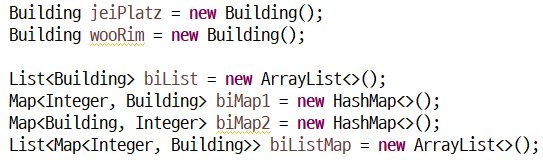 Building jeiPlatz = new Building();
Building wooRim = new Building();
List<Building> biList = new ArrayList<>();
Map<Integer, Building> biMap1 = new HashMap<>();
Map<Building, Integer> biMap2 = new HashMap<>();
List<Map<Integer, Building>> biListMap = new ArrayList<>();